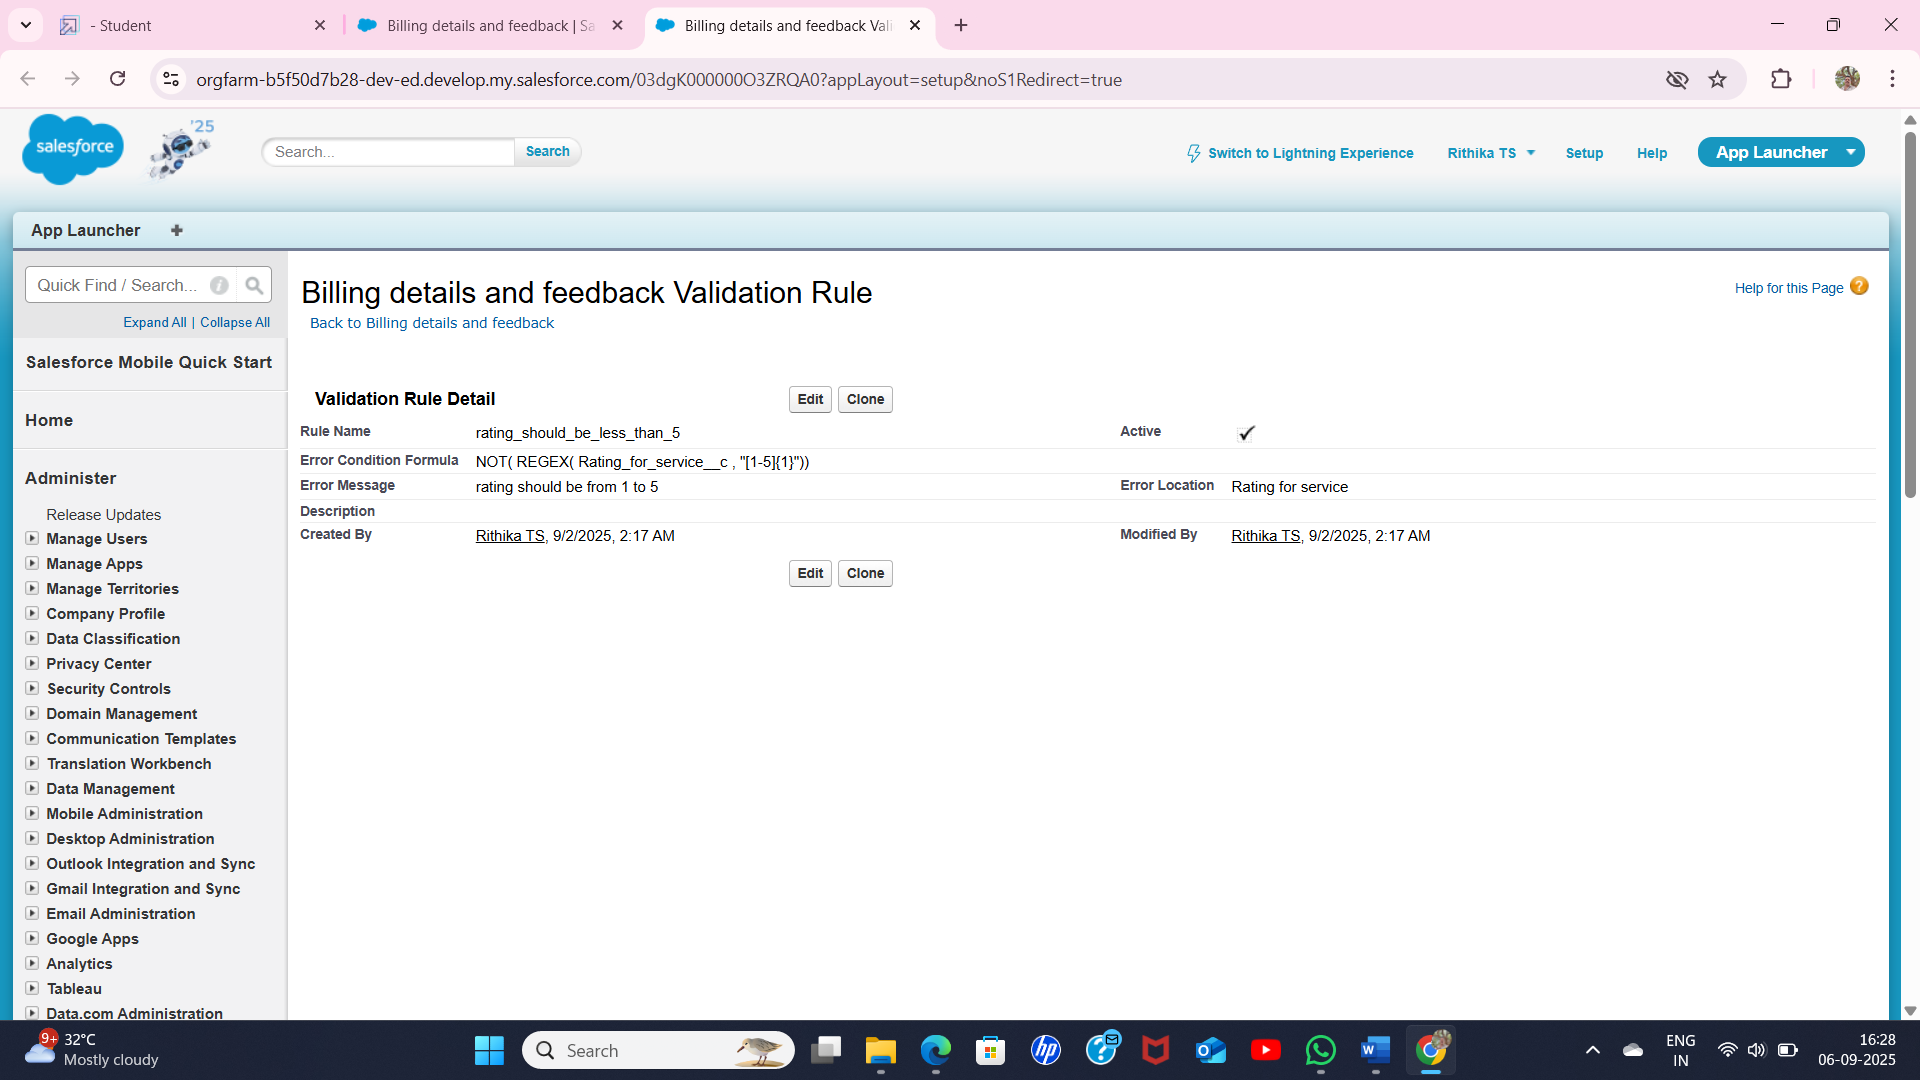 - Student
Billing details and feedback | Sa
Billing details and feedback Vali
orgfarm-b5f50d7b28-dev-ed.develop.my.salesforce.com/03dgK000000O3ZRQA0?appLayout=setup&noS1Redirect=true
salesforce
'25
Search...
Search
Switch to Lightning Experience
Rithika TS
Setup
Help
App Launcher
App Launcher
Quick Find / Search...
Expand All | Collapse All
Salesforce Mobile Quick Start
Home
Administer
Release Updates
Manage Users
Manage Apps
Manage Territories
Company Profile
Data Classification
Privacy Center
Security Controls
Domain Management
Communication Templates
Translation Workbench
Data Management
Mobile Administration
Desktop Administration
Outlook Integration and Sync
Gmail Integration and Sync
Email Administration
Google Apps
Analytics
Tableau
Data.com Administration
Billing details and feedback Validation Rule
Help for this Page
Back to Billing details and feedback
Validation Rule Detail
Edit
Clone
Rule Name rating_should_be_less_than_5 Active
Error Condition Formula NOT( REGEX( Rating_for_service__c , "[1-5]{1}"))
Error Message rating should be from 1 to 5 Error Location Rating for service
Description
Created By Rithika TS, 9/2/2025, 2:17 AM Modified By Rithika TS, 9/2/2025, 2:17 AM
Edit
Clone
9+
32°C
Mostly cloudy
Search
ENG
IN
16:28
06-09-2025